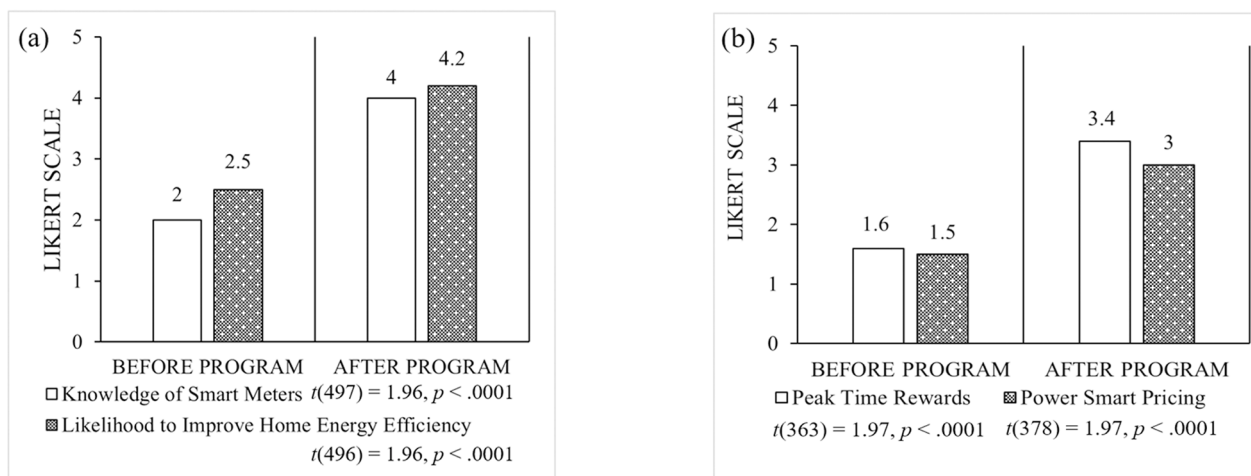 (a)
LIKERT SCALE
5
4
3
2
1
0
2
2.5
4
4.2
BEFORE PROGRAM
AFTER PROGRAM
Knowledge of Smart Meters t(497) = 1.96, p < .0001
Likelihood to Improve Home Energy Efficiency
t(496) = 1.96, p < .0001
(b)
LIKERT SCALE
5
4
3
2
1
0
1.6
1.5
3.4
3
BEFORE PROGRAM
AFTER PROGRAM
Peak Time Rewards
Power Smart Pricing
t(363) = 1.97, p < .0001
t(378) = 1.97, p < .0001